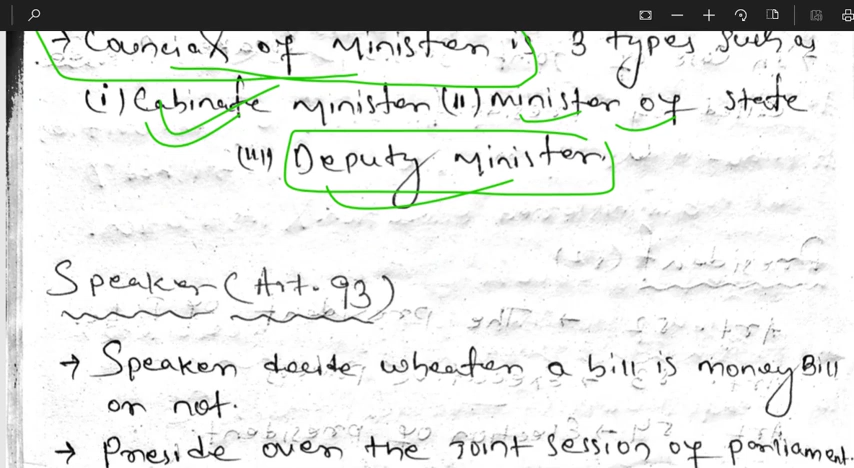 → Council of Minister is 3 types such as
(i) Cabinate minister (ii) minister of state
(iii) Deputy minister.
Speaker (Art. 93)
→ Speaker decide wheather a bill is money Bill
or not.
→ Preside over the Joint Session of parliament.